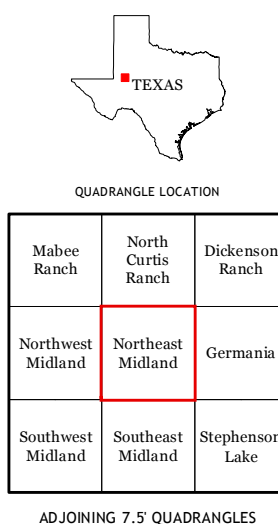 TEXAS
QUADRANGLE LOCATION
Mabee
Ranch
North
Curtis
Ranch
Dickenson
Ranch
Northwest
Midland
Northeast
Midland
Germania
Southwest
Midland
Southeast
Midland
Stephenson
Lake
ADJOINING 7.5' QUADRANGLES